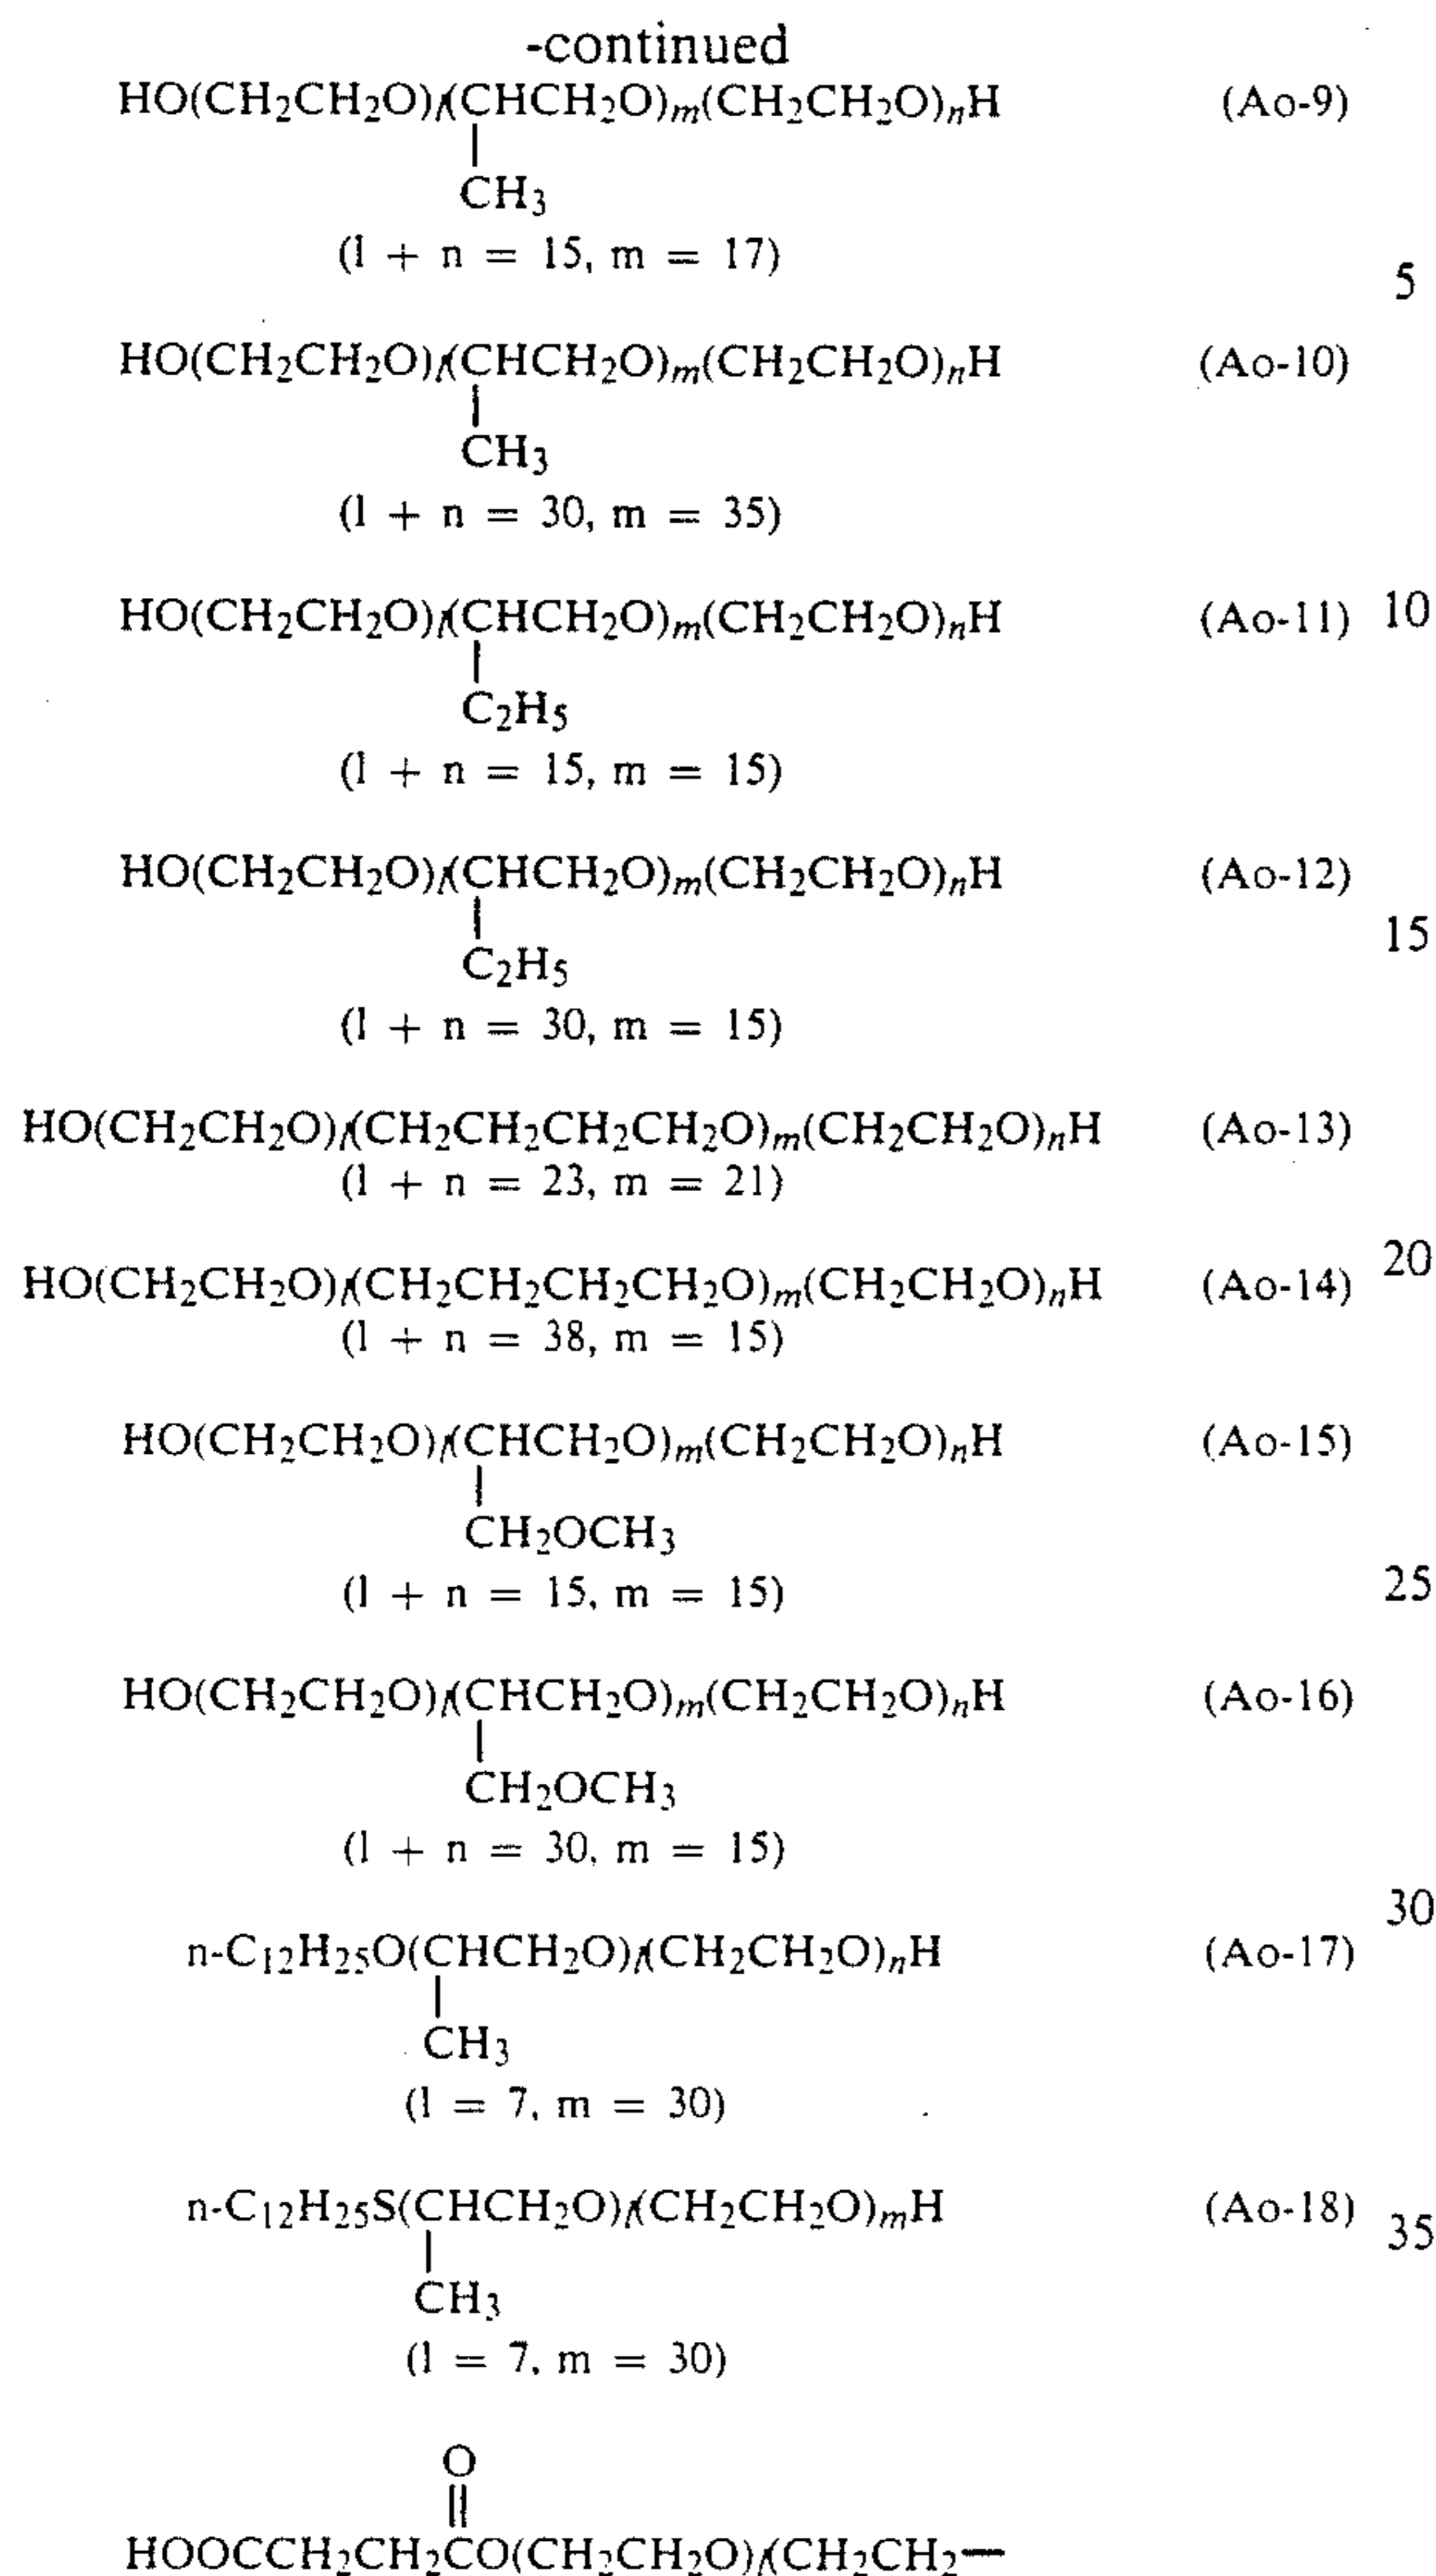 -continued
HO(CH₂CH₂O)ₗ(CHCH₂O)ₘ(CH₂CH₂O)ₙH (Ao-9)
|
CH₃
(l + n = 15, m = 17)
5
HO(CH₂CH₂O)ₗ(CHCH₂O)ₘ(CH₂CH₂O)ₙH (Ao-10)
|
CH₃
(l + n = 30, m = 35)
HO(CH₂CH₂O)ₗ(CHCH₂O)ₘ(CH₂CH₂O)ₙH (Ao-11) 10
|
C₂H₅
(l + n = 15, m = 15)
HO(CH₂CH₂O)ₗ(CHCH₂O)ₘ(CH₂CH₂O)ₙH (Ao-12)
15
|
C₂H₅
(l + n = 30, m = 15)
HO(CH₂CH₂O)ₗ(CH₂CH₂CH₂CH₂O)ₘ(CH₂CH₂O)ₙH (Ao-13)
(l + n = 23, m = 21)
HO(CH₂CH₂O)ₗ(CH₂CH₂CH₂CH₂O)ₘ(CH₂CH₂O)ₙH (Ao-14) 20
(l + n = 38, m = 15)
HO(CH₂CH₂O)ₗ(CHCH₂O)ₘ(CH₂CH₂O)ₙH (Ao-15)
|
CH₂OCH₃
(l + n = 15, m = 15) 25
HO(CH₂CH₂O)ₗ(CHCH₂O)ₘ(CH₂CH₂O)ₙH (Ao-16)
|
CH₂OCH₃
(l + n = 30, m = 15)
30
n-C₁₂H₂₅O(CHCH₂O)ₗ(CH₂CH₂O)ₙH (Ao-17)
|
CH₃
(l = 7, m = 30)
n-C₁₂H₂₅S(CHCH₂O)ₗ(CH₂CH₂O)ₘH (Ao-18) 35
|
CH₃
(l = 7, m = 30)
O
||
HOOCCH₂CH₂CO(CH₂CH₂O)ₗ(CH₂CH₂—